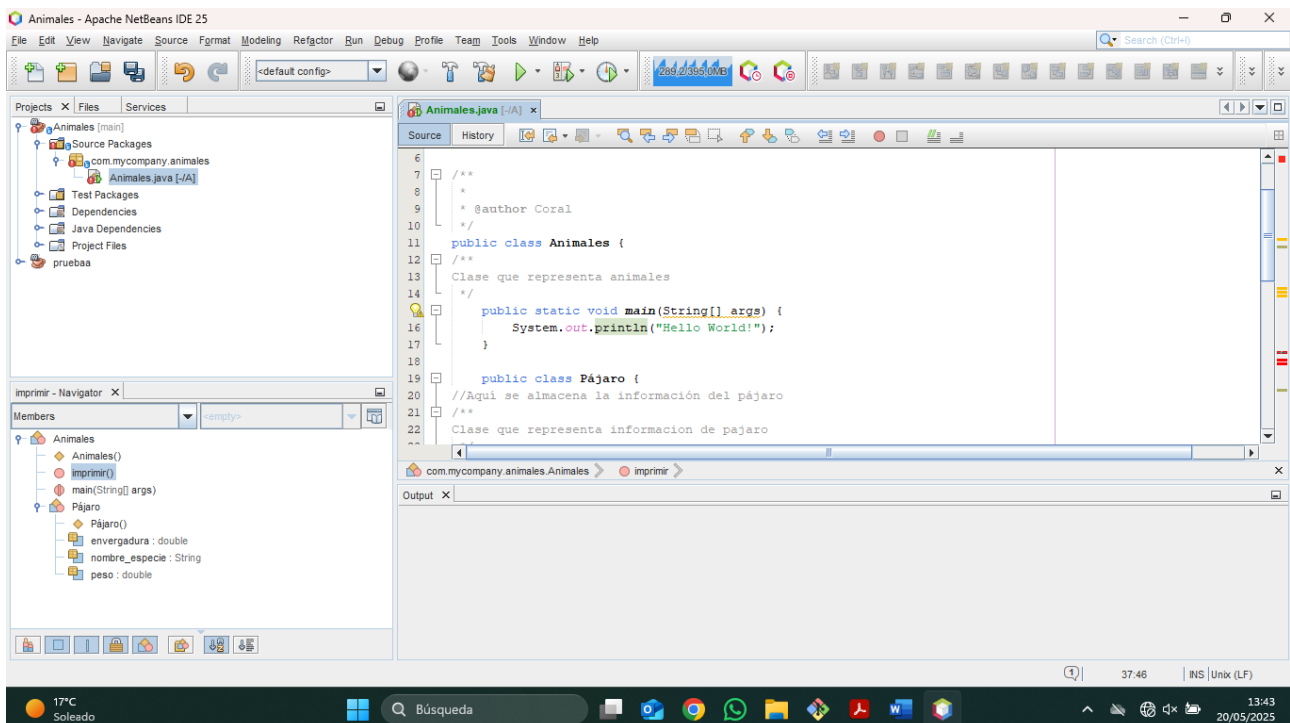 Animales - Apache NetBeans IDE 25
File Edit View Navigate Source Format Modeling Refactor Run Debug Profile Team Tools Window Help
Search (Ctrl+I)
<default config>
289,2/395,0MB
Projects Files Services
Animales [main]
Source Packages
com.mycompany.animales
Animales.java [-/A]
Test Packages
Dependencies
Java Dependencies
Project Files
pruebaa
imprimir - Navigator
Members
<empty>
Animales
Animales()
imprimir()
main(String[] args)
Pájaro
Pájaro()
envergadura : double
nombre_especie : String
peso : double
Animales.java [-/A]
Source History
6
7 /**
8 *
9 * @author Coral
10 */
11 public class Animales {
12 /**
13 Clase que representa animales
14 */
public static void main(String[] args) {
16 System.out.println("Hello World!");
17 }
18
19 public class Pájaro {
20 //Aquí se almacena la información del pájaro
21 /**
22 Clase que representa informacion de pajaro
com.mycompany.animales.Animales imprimir
Output
1 37:46 INS Unix (LF)
17°C
Soleado
Búsqueda
13:43
20/05/2025